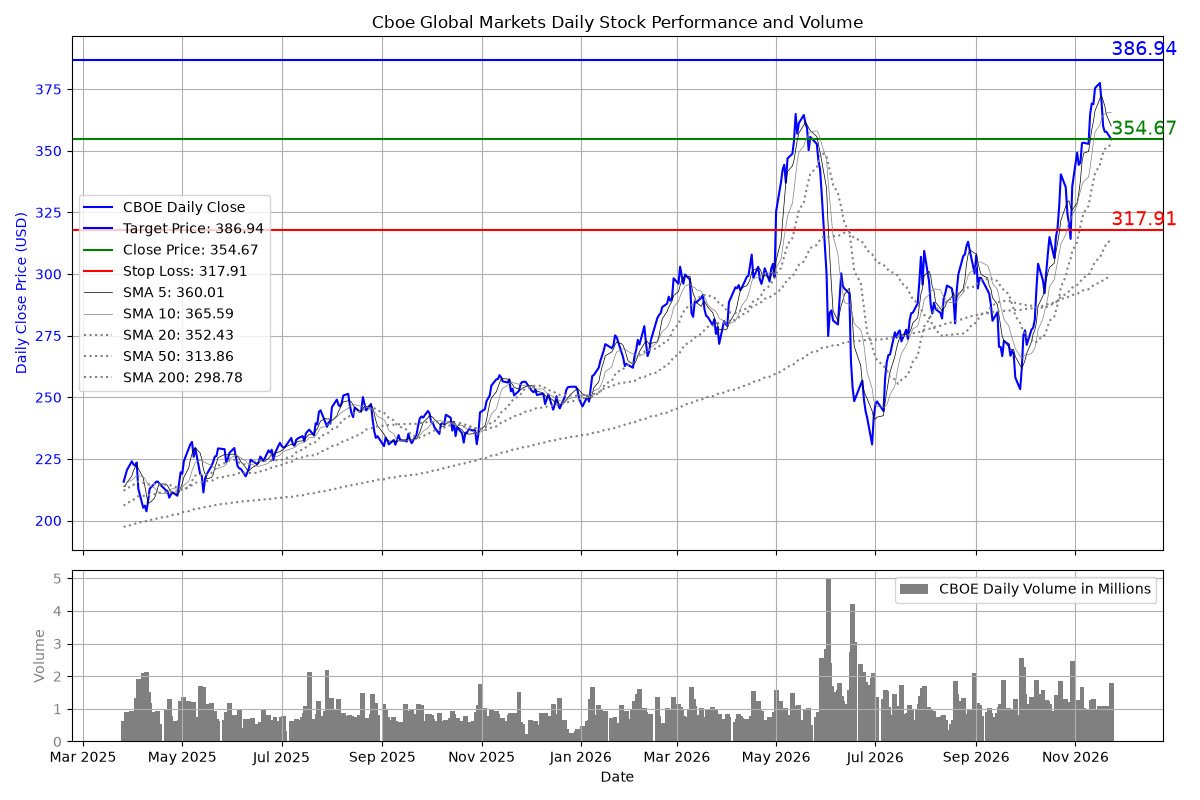 Cboe Global Markets Daily Stock Performance and Volume
386.94
375
354.67
350
325
317.91
300
275
250
225
200
Daily Close Price (USD)
CBOE Daily Close
Target Price: 386.94
Close Price: 354.67
Stop Loss: 317.91
SMA 5: 360.01
SMA 10: 365.59
SMA 20: 352.43
SMA 50: 313.86
SMA 200: 298.78
5
4
3
2
1
0
Volume
CBOE Daily Volume in Millions
Mar 2025 May 2025 Jul 2025 Sep 2025 Nov 2025 Jan 2026 Mar 2026 May 2026 Jul 2026 Sep 2026 Nov 2026
Date